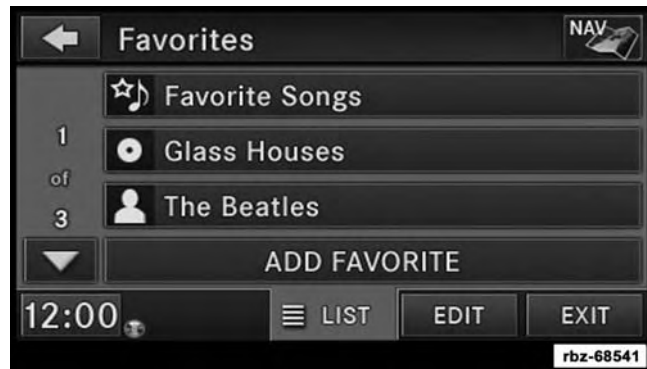 Favorites
NAV
Favorite Songs
1
of
3
Glass Houses
The Beatles
ADD FAVORITE
12:00
LIST
EDIT
EXIT
rbz-68541